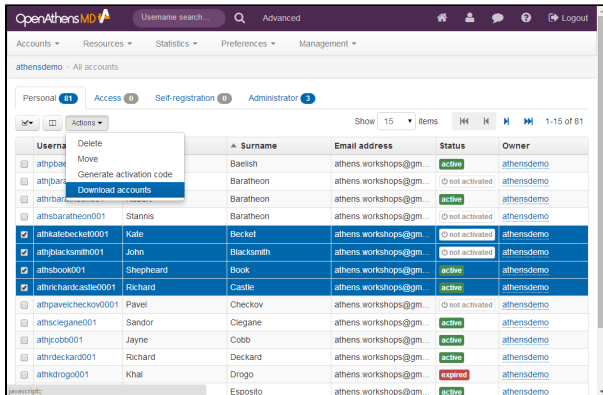 OpenAthens MD Username search... Advanced Logout
Accounts Resources Statistics Preferences Management
athensdemo > All accounts
Personal 81 Access 0 Self-registration 0 Administrator 3
Actions Show 15 items 1-15 of 81
Surname Email address Status Owner
Delete
Move
Generate activation code
Download accounts
Baelish athens.workshops@gm... active athensdemo
Baratheon athens.workshops@gm... not activated athensdemo
Baratheon athens.workshops@gm... active athensdemo
athsbaratheon001 Stannis Baratheon athens.workshops@gm... not activated athensdemo
athkatebecket0001 Kate Becket athens.workshops@gm... not activated athensdemo
athjblacksmith001 John Blacksmith athens.workshops@gm... not activated athensdemo
athsbook001 Shepheard Book athens.workshops@gm... active athensdemo
athrichardcastle0001 Richard Castle athens.workshops@gm... active athensdemo
athpavelcheckov0001 Pavel Checkov athens.workshops@gm... not activated athensdemo
athsclegane001 Sandor Clegane athens.workshops@gm... active athensdemo
athjcobb001 Jayne Cobb athens.workshops@gm... active athensdemo
athrdeckard001 Richard Deckard athens.workshops@gm... active athensdemo
athkdrogo001 Khal Drogo athens.workshops@gm... expired athensdemo
javascript:; Esposito athens.workshops@gm... active athensdemo